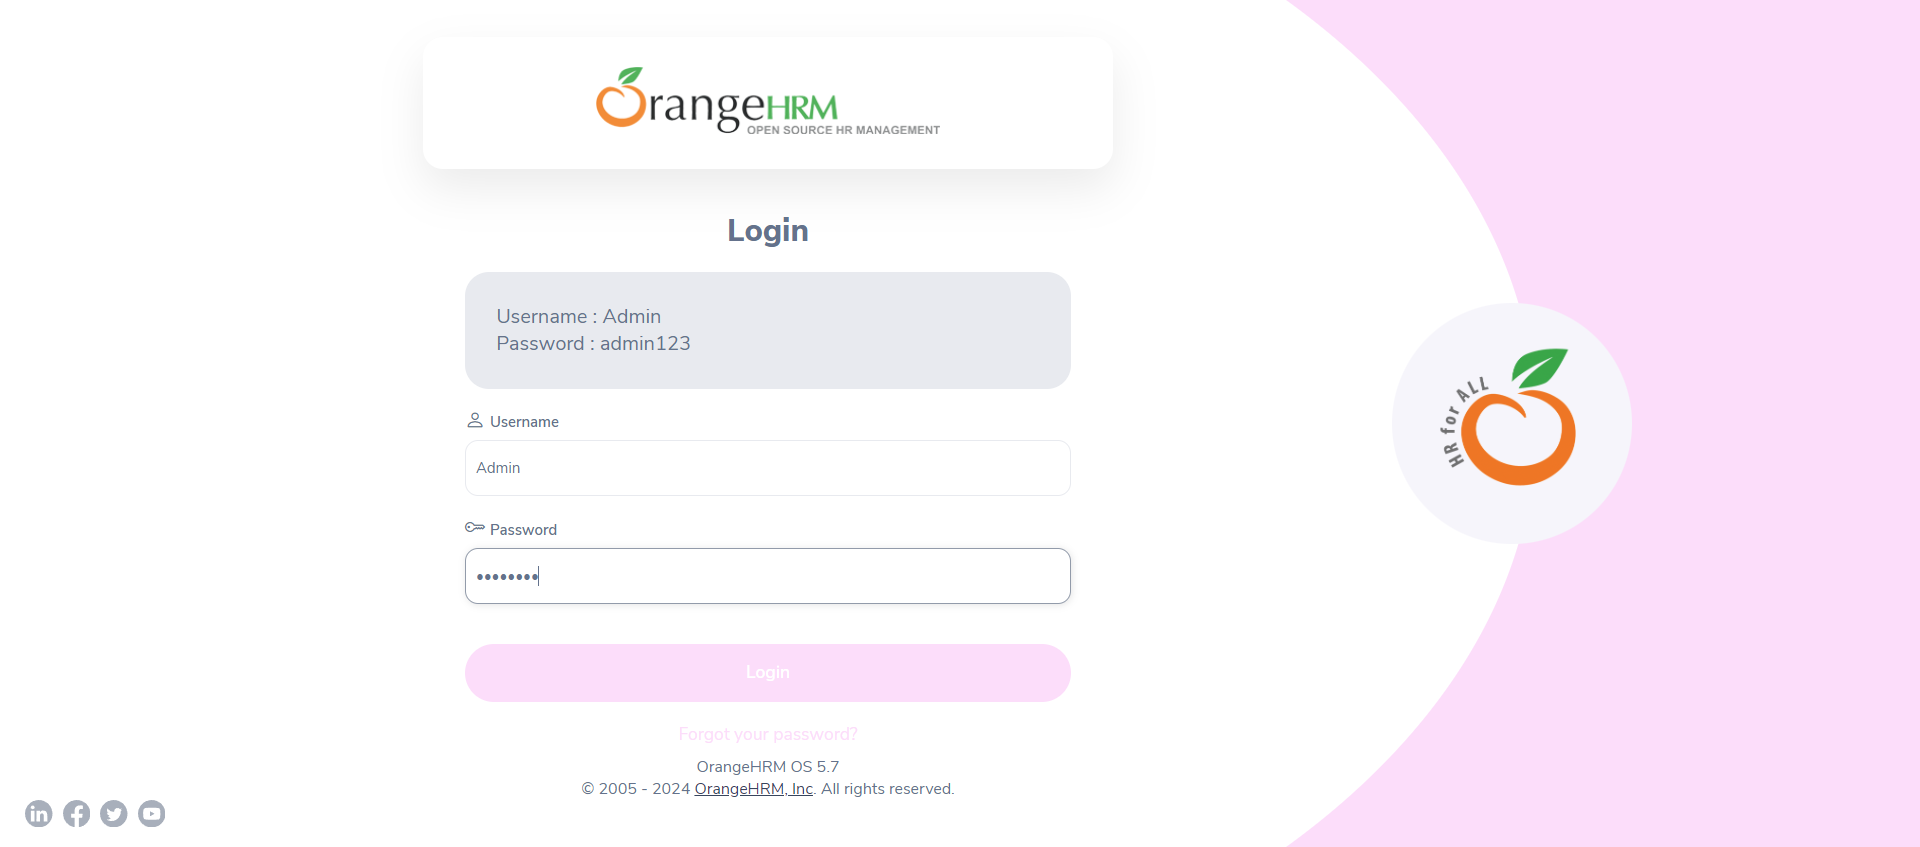 OrangeHRM
OPEN SOURCE HR MANAGEMENT
Login
Username : Admin
Password : admin123
Username
Admin
Password
••••••••
Login
Forgot your password?
OrangeHRM OS 5.7
© 2005 - 2024 OrangeHRM, Inc. All rights reserved.
HR for ALL